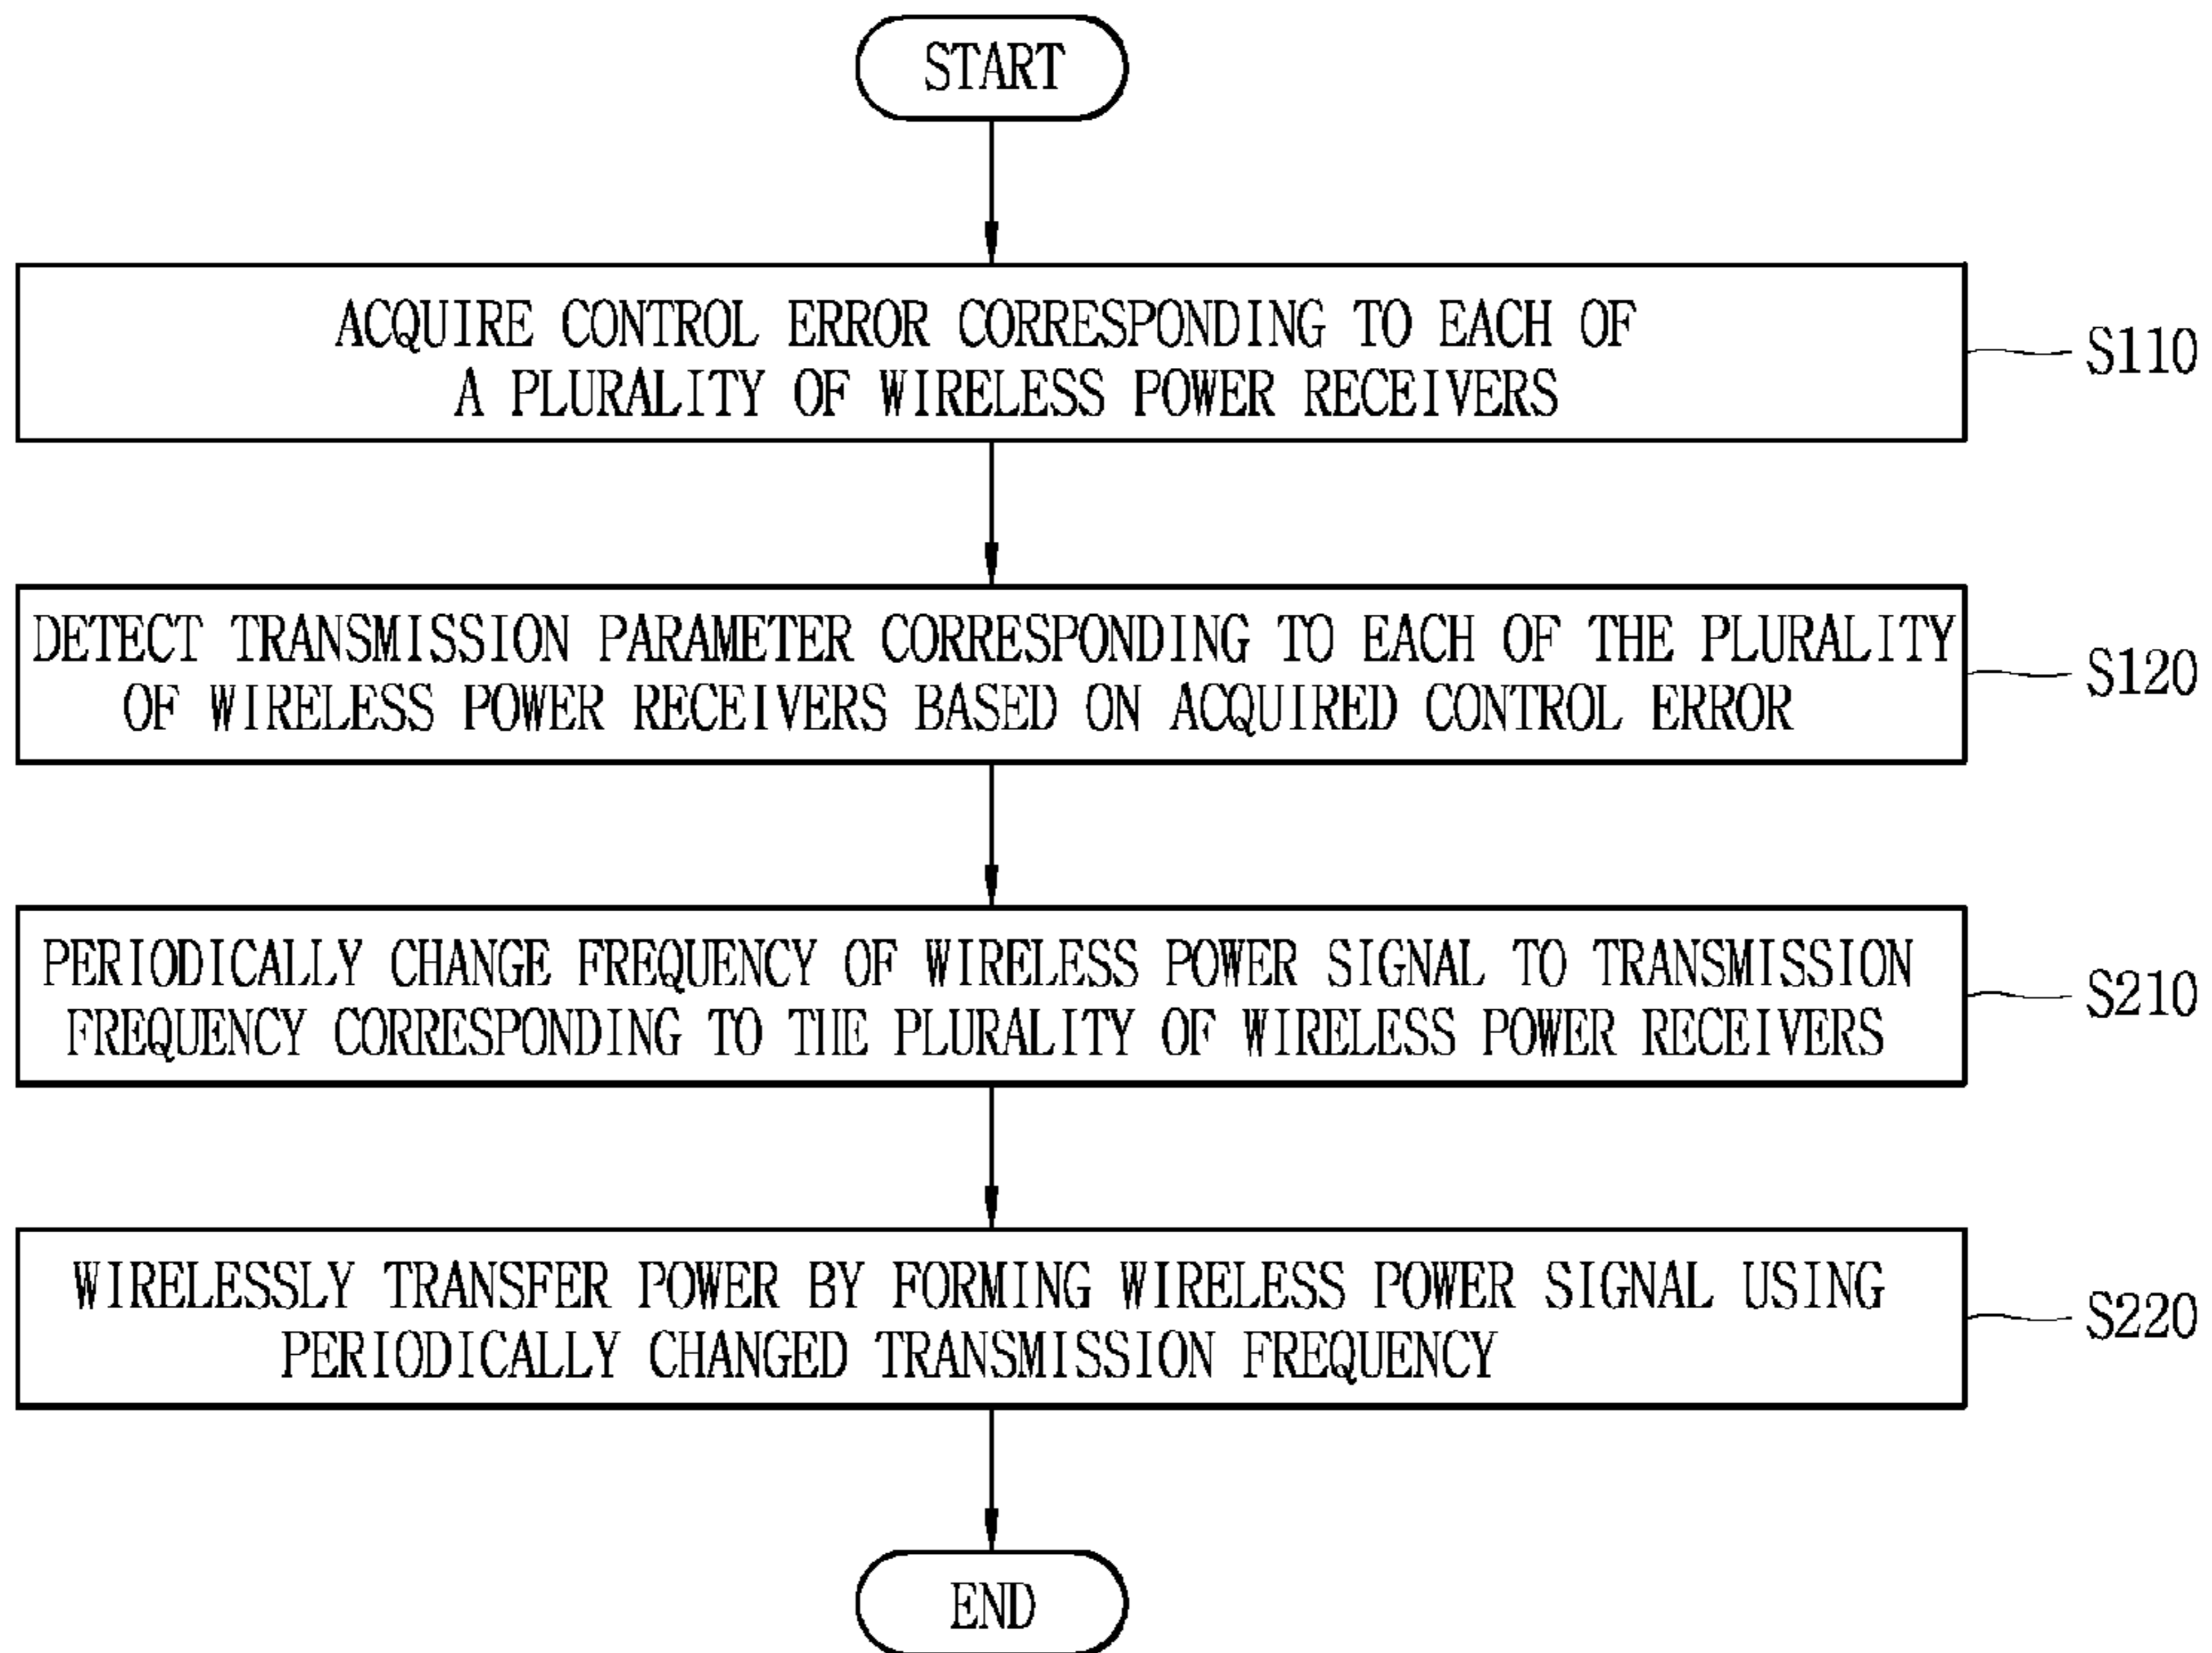 START
ACQUIRE CONTROL ERROR CORRESPONDING TO EACH OF
A PLURALITY OF WIRELESS POWER RECEIVERS
S110
DETECT TRANSMISSION PARAMETER CORRESPONDING TO EACH OF THE PLURALITY
OF WIRELESS POWER RECEIVERS BASED ON ACQUIRED CONTROL ERROR
S120
PERIODICALLY CHANGE FREQUENCY OF WIRELESS POWER SIGNAL TO TRANSMISSION
FREQUENCY CORRESPONDING TO THE PLURALITY OF WIRELESS POWER RECEIVERS
S210
WIRELESSLY TRANSFER POWER BY FORMING WIRELESS POWER SIGNAL USING
PERIODICALLY CHANGED TRANSMISSION FREQUENCY
S220
END